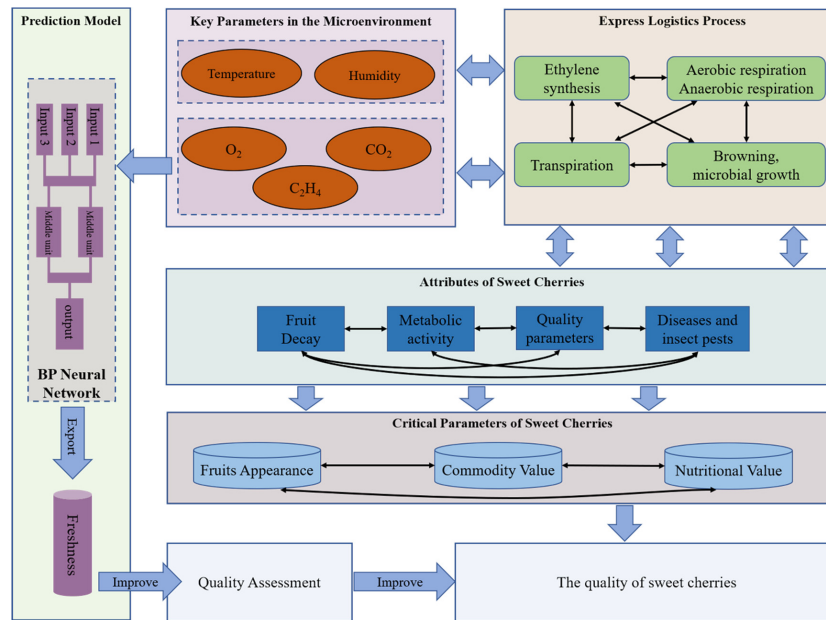 Prediction Model
Input 3
Input 2
Input 1
Middle unit
Middle unit
output
BP Neural
Network
Export
Freshness
Key Parameters in the Microenvironment
Temperature
Humidity
O₂
CO₂
C₂H₄
Express Logistics Process
Ethylene
synthesis
Aerobic respiration
Anaerobic respiration
Transpiration
Browning,
microbial growth
Attributes of Sweet Cherries
Fruit
Decay
Metabolic
activity
Quality
parameters
Diseases and
insect pests
Critical Parameters of Sweet Cherries
Fruits Appearance
Commodity Value
Nutritional Value
Improve
Quality Assessment
Improve
The quality of sweet cherries